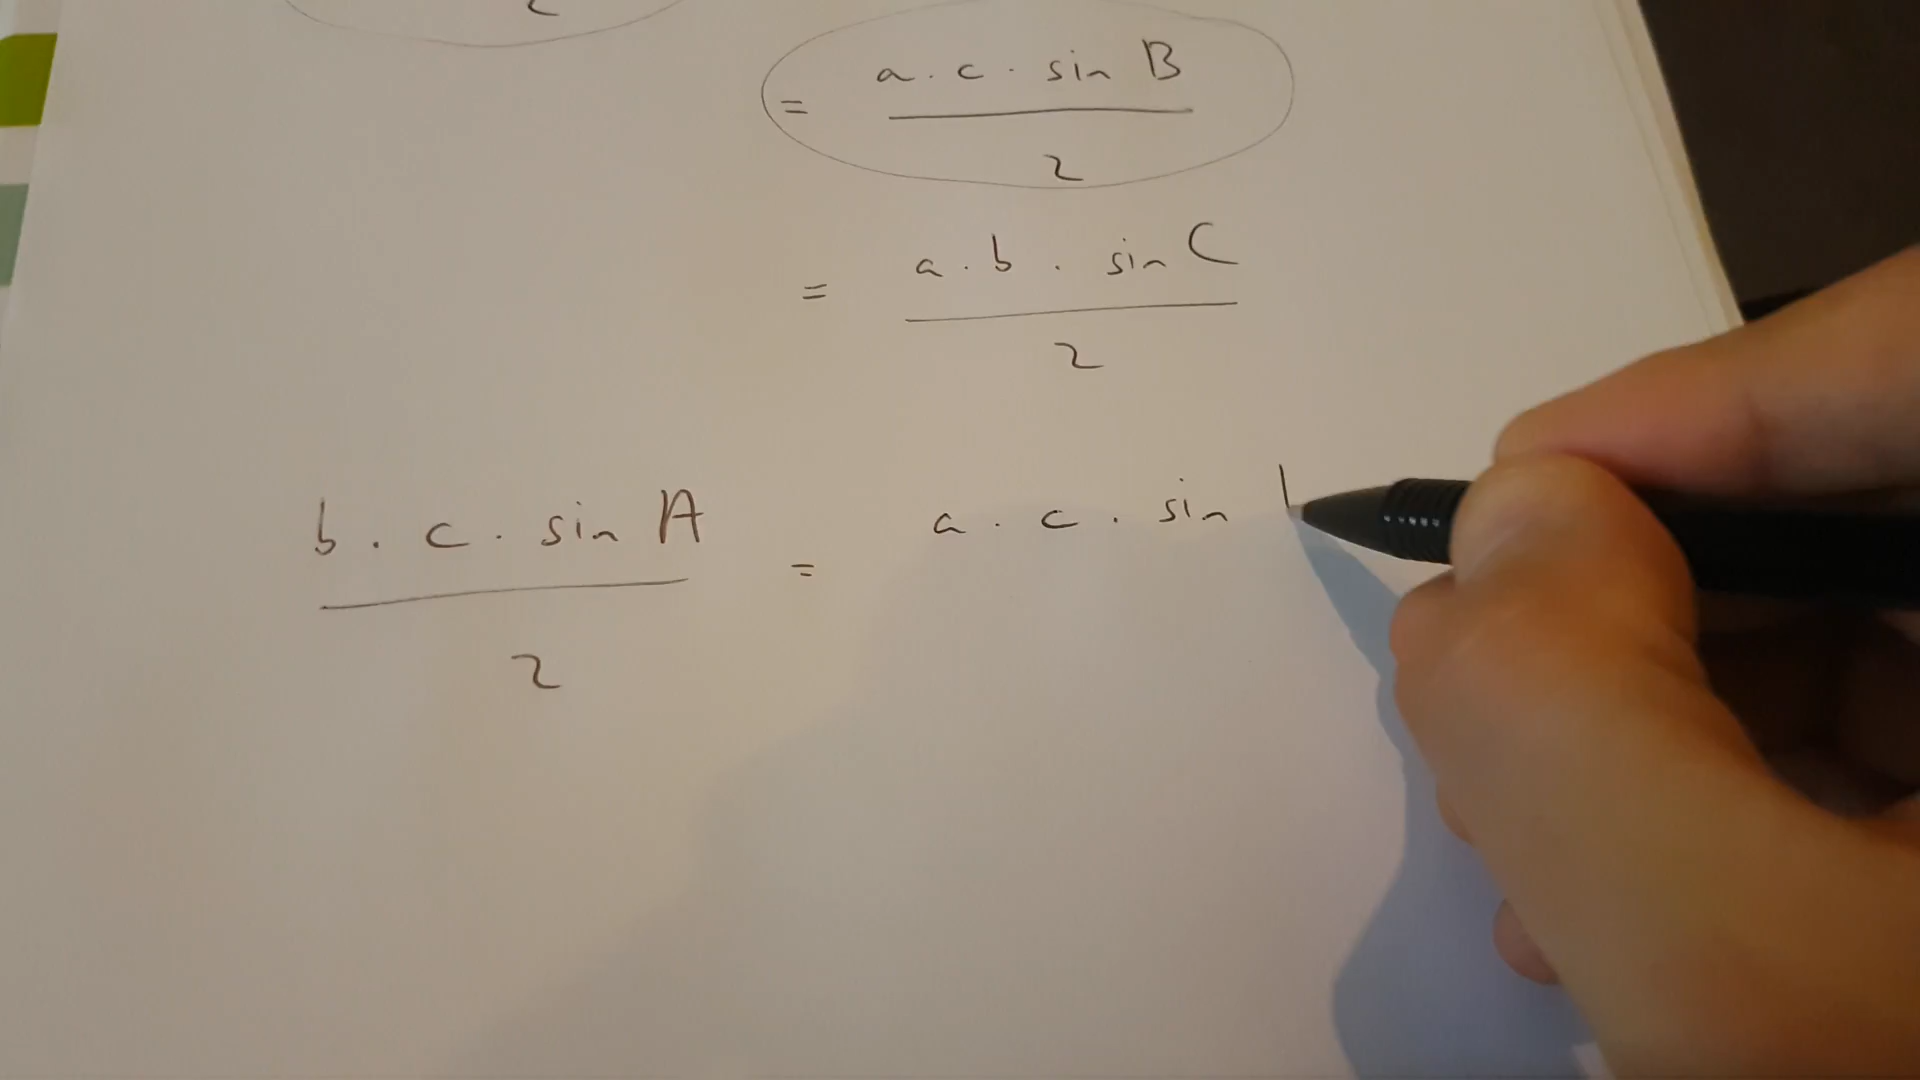 = a . c . sin B
2
= a . b . sin C
2
b . c . sin A = a . c . sin
2